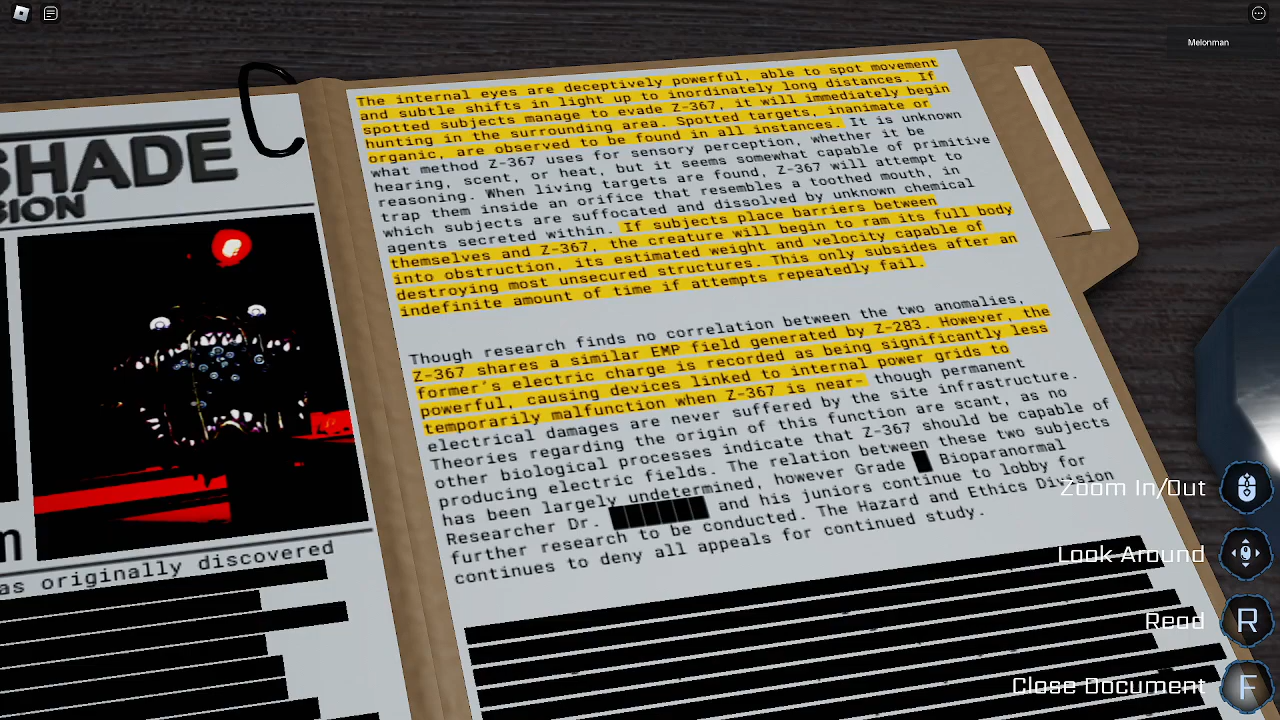 Melonman
SHADE
SION
as originally discovered
The internal eyes are deceptively powerful, able to spot movement
and subtle shifts in light up to inordinately long distances. If
spotted subjects manage to evade Z-367, it will immediately begin
hunting in the surrounding area. Spotted targets, inanimate or
organic, are observed to be found in all instances. It is unknown
what method Z-367 uses for sensory perception, whether it be
hearing, scent, or heat, but it seems somewhat capable of primitive
reasoning. When living targets are found, Z-367 will attempt to
trap them inside an orifice that resembles a toothed mouth, in
which subjects are suffocated and dissolved by unknown chemical
agents secreted within. If subjects place barriers between
themselves and Z-367, the creature will begin to ram its full body
into obstruction, its estimated weight and velocity capable of
destroying most unsecured structures. This only subsides after an
indefinite amount of time if attempts repeatedly fail.
Though research finds no correlation between the two anomalies,
Z-367 shares a similar EMP field generated by Z-283. However, the
former's electric charge is recorded as being significantly less
powerful, causing devices linked to internal power grids to
temporarily malfunction when Z-367 is near- though permanent
electrical damages are never suffered by the site infrastructure.
Theories regarding the origin of this function are scant, as no
other biological processes indicate that Z-367 should be capable of
producing electric fields. The relation between these two subjects
has been largely undetermined, however Grade Bioparanormal
Researcher Dr. and his juniors continue to lobby for
further research to be conducted. The Hazard and Ethics Division
continues to deny all appeals for continued study.
Zoom In/Out
Look Around
Read R
Close Document F